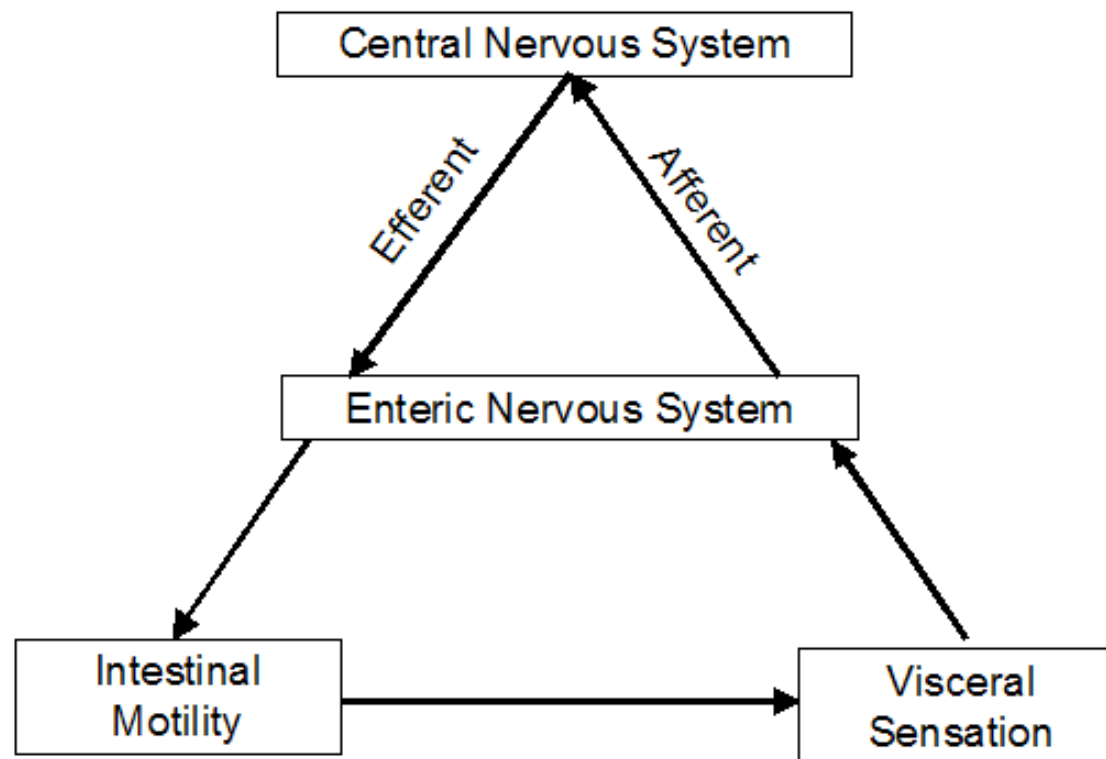 Central Nervous System
Efferent
Afferent
Enteric Nervous System
Intestinal
Motility
Visceral
Sensation